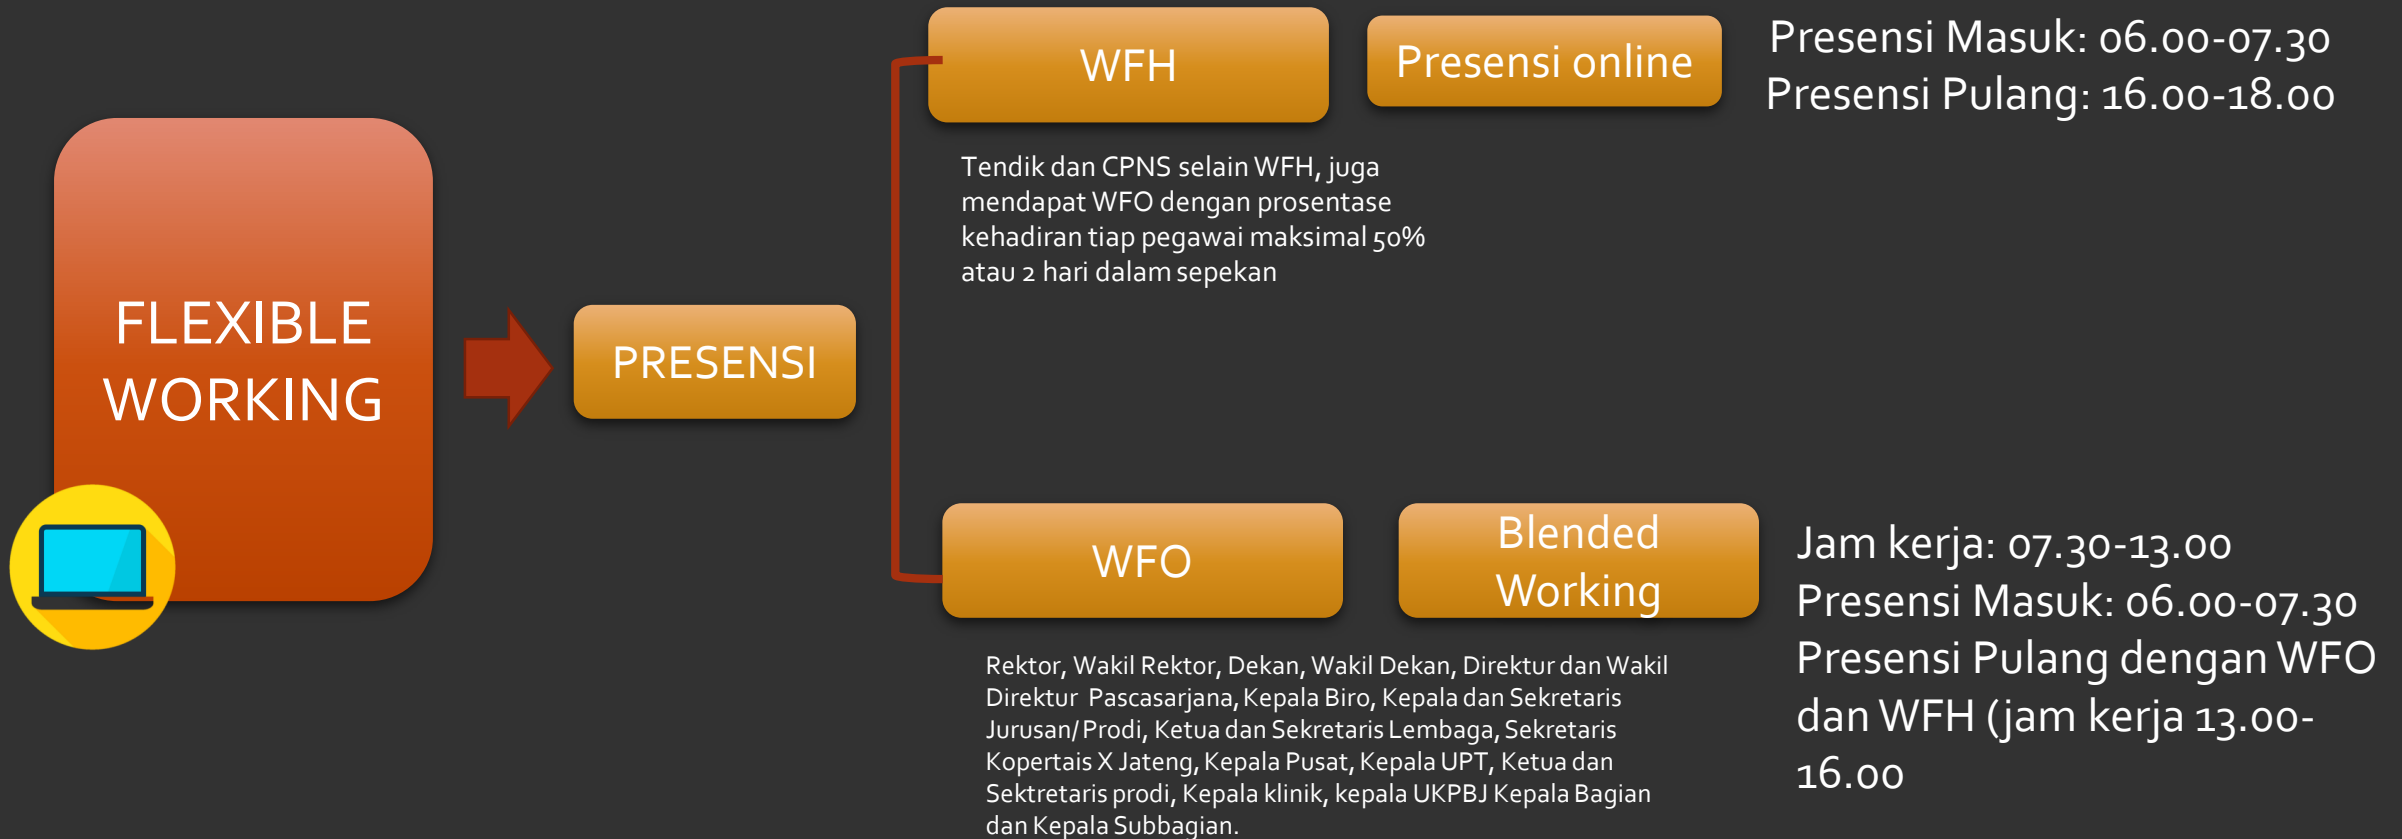 FLEXIBLE
WORKING
PRESENSI
WFH
Presensi online
Presensi Masuk: 06.00-07.30
Presensi Pulang: 16.00-18.00
Tendik dan CPNS selain WFH, juga
mendapat WFO dengan prosentase
kehadiran tiap pegawai maksimal 50%
atau 2 hari dalam sepekan
WFO
Blended
Working
Jam kerja: 07.30-13.00
Presensi Masuk: 06.00-07.30
Presensi Pulang dengan WFO
dan WFH (jam kerja 13.00-
16.00
Rektor, Wakil Rektor, Dekan, Wakil Dekan, Direktur dan Wakil
Direktur Pascasarjana, Kepala Biro, Kepala dan Sekretaris
Jurusan/ Prodi, Ketua dan Sekretaris Lembaga, Sekretaris
Kopertais X Jateng, Kepala Pusat, Kepala UPT, Ketua dan
Sektretaris prodi, Kepala klinik, kepala UKPBJ Kepala Bagian
dan Kepala Subbagian.